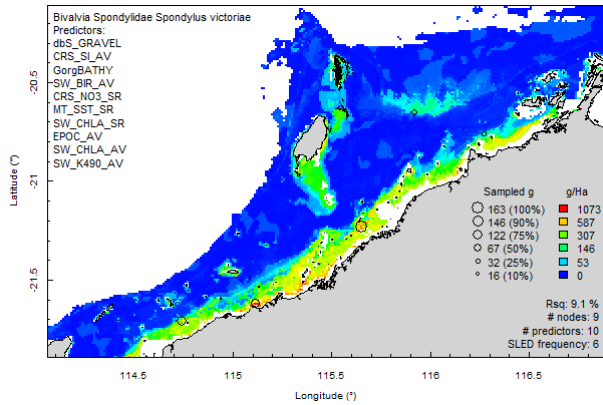 Bivalvia Spondylidae Spondylus victoriae
Predictors:
dbS_GRAVEL
CRS_SI_AV
GorgBATHY
SW_BIR_AV
CRS_NO3_SR
MT_SST_SR
SW_CHLA_SR
EPOC_AV
SW_CHLA_AV
SW_K490_AV
20.5
21
21.5
Latitude (°)
Sampled g g/Ha
163 (100%) 1073
146 (90%) 587
122 (75%) 307
67 (50%) 146
32 (25%) 53
16 (10%) 0
Rsq: 9.1 %
# nodes: 9
# predictors: 10
SLED frequency: 6
114.5 115 115.5 116 116.5
Longitude (°)